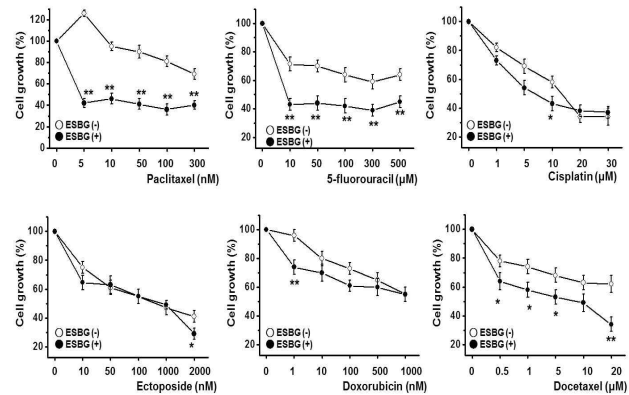 Cell growth (%)
120
100
80
60
40
20
0
** ** ** ** **
ESBG (-)
ESBG (+)
0 5 10 50 100 300
Paclitaxel (nM)
Cell growth (%)
100
80
60
40
** ** ** ** **
ESBG (-)
ESBG (+)
0 10 50 100 300 500
5-fluorouracil (µM)
Cell growth (%)
100
80
60
40
*
ESBG (-)
ESBG (+)
0 1 5 10 20 30
Cisplatin (µM)
Cell growth (%)
100
80
60
40
20
*
ESBG (-)
ESBG (+)
0 10 50 100 1000 2000
Ectoposide (nM)
Cell growth (%)
100
80
60
40
20
**
ESBG (-)
ESBG (+)
0 1 10 100 500 1000
Doxorubicin (nM)
Cell growth (%)
100
80
60
40
20
* * * **
ESBG (-)
ESBG (+)
0 0.5 1 5 10 20
Docetaxel (µM)